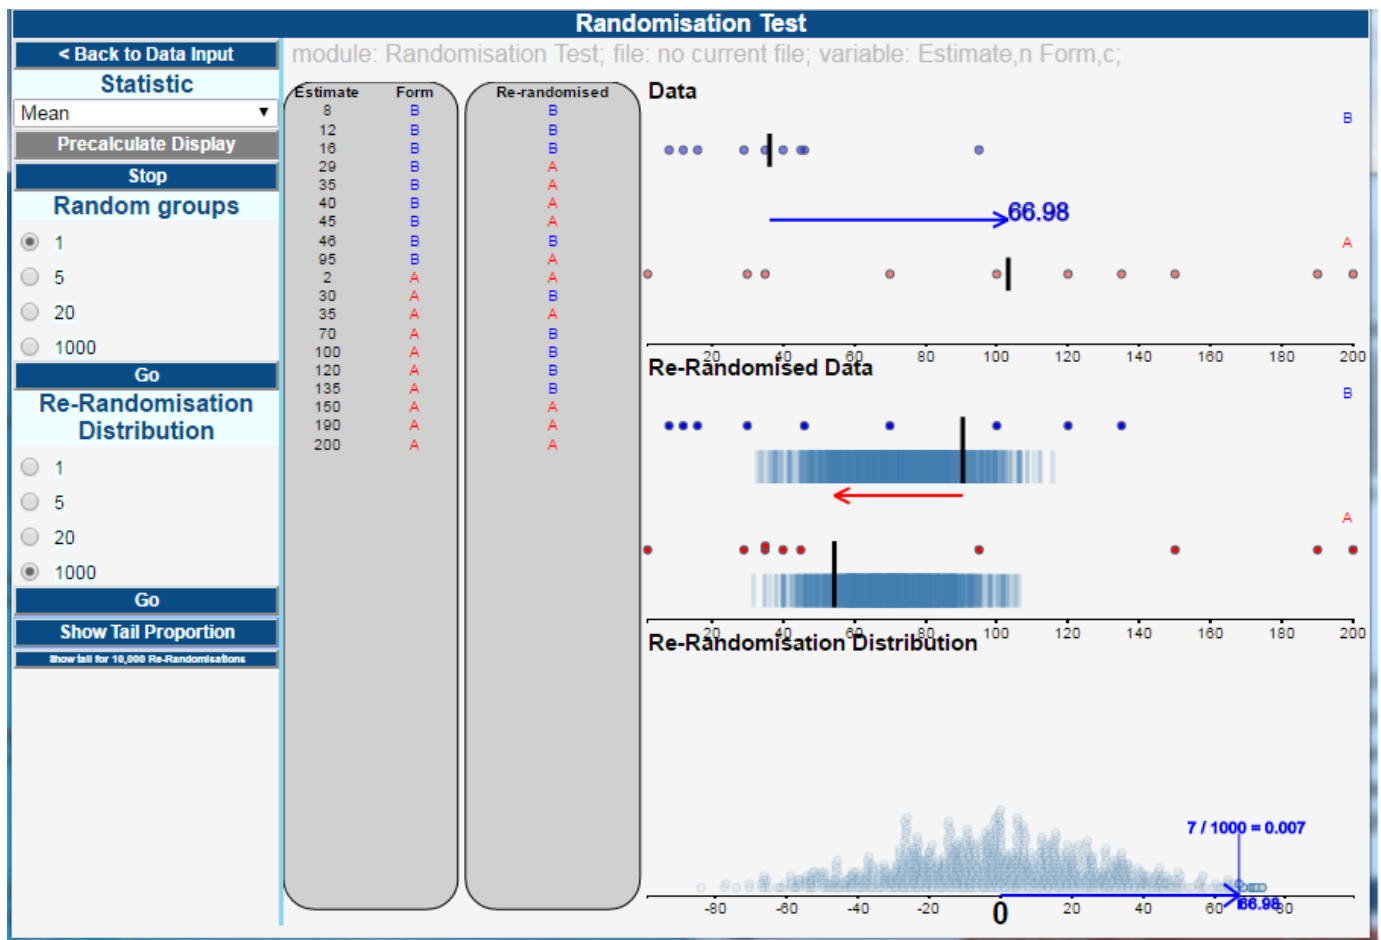 Randomisation Test
< Back to Data Input
module: Randomisation Test; file: no current file; variable: Estimate,n Form,c;
Statistic
Mean
Precalculate Display
Stop
Random groups
1
5
20
1000
Go
Re-Randomisation
Distribution
1
5
20
1000
Go
Show Tail Proportion
Show tail for 10,000 Re-Randomisations
Estimate Form Re-randomised
8 B B
12 B B
16 B B
29 B A
35 B A
40 B A
45 B A
46 B B
95 B A
2 A A
30 A B
35 A A
70 A B
100 A B
120 A B
135 A B
150 A A
190 A A
200 A A
Data
B
66.98
A
20 40 60 80 100 120 140 160 180 200
Re-Randomised Data
B
A
20 40 60 80 100 120 140 160 180 200
Re-Randomisation Distribution
7 / 1000 = 0.007
-80 -60 -40 -20 0 20 40 60 66.98 80